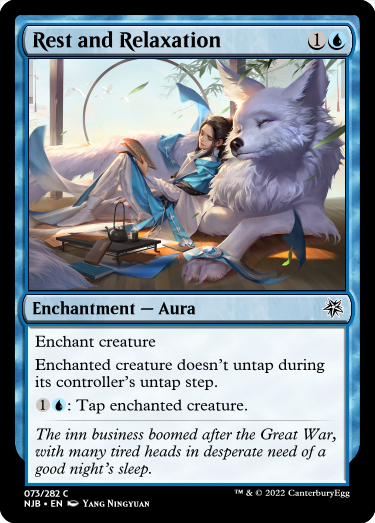 Rest and Relaxation 1
Enchantment — Aura
Enchant creature
Enchanted creature doesn't untap during
its controller's untap step.
1 : Tap enchanted creature.
The inn business boomed after the Great War,
with many tired heads in desperate need of a
good night's sleep.
073/282 C
NJB • EN Yang Ningyuan ™ & © 2022 CanterburyEgg